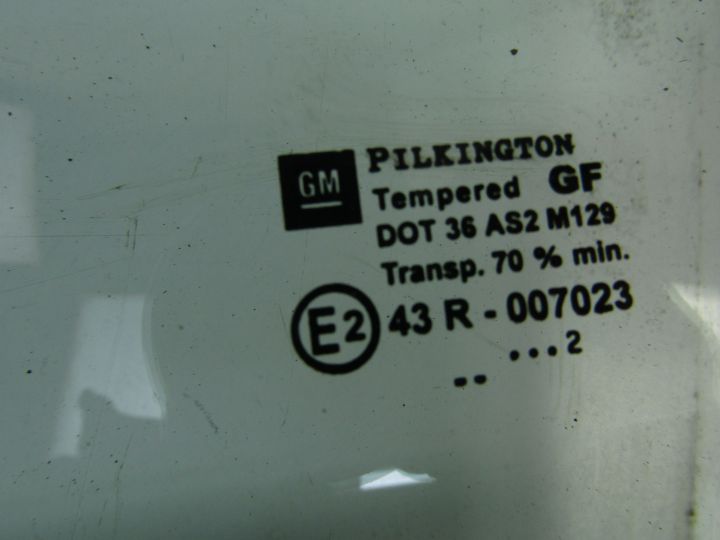 GM
PILKINGTON
Tempered GF
DOT 36 AS2 M129
Transp. 70 % min.
E2 43 R - 007023
...2
--